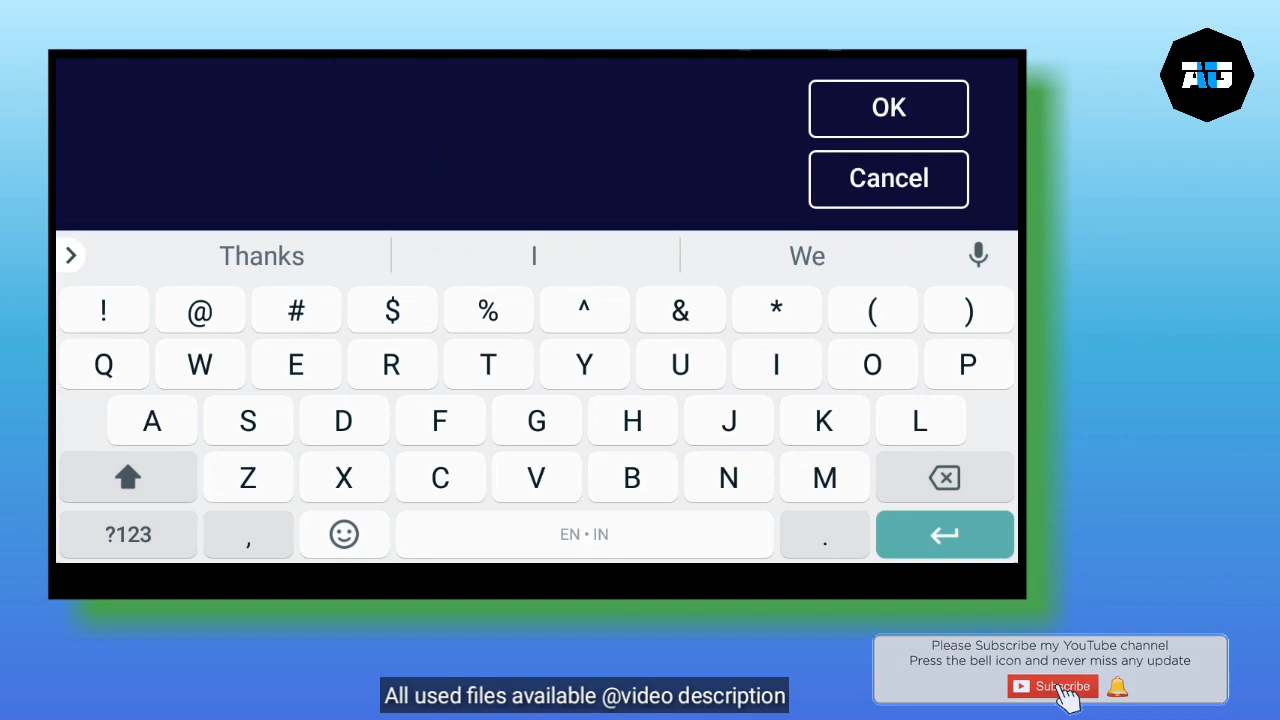 ATG
OK
Cancel
Thanks I We
! @ # $ % ^ & * ( )
Q W E R T Y U I O P
A S D F G H J K L
Z X C V B N M
?123 , EN • IN .
Please Subscribe my YouTube channel
Press the bell icon and never miss any update
Subscribe
All used files available @video description